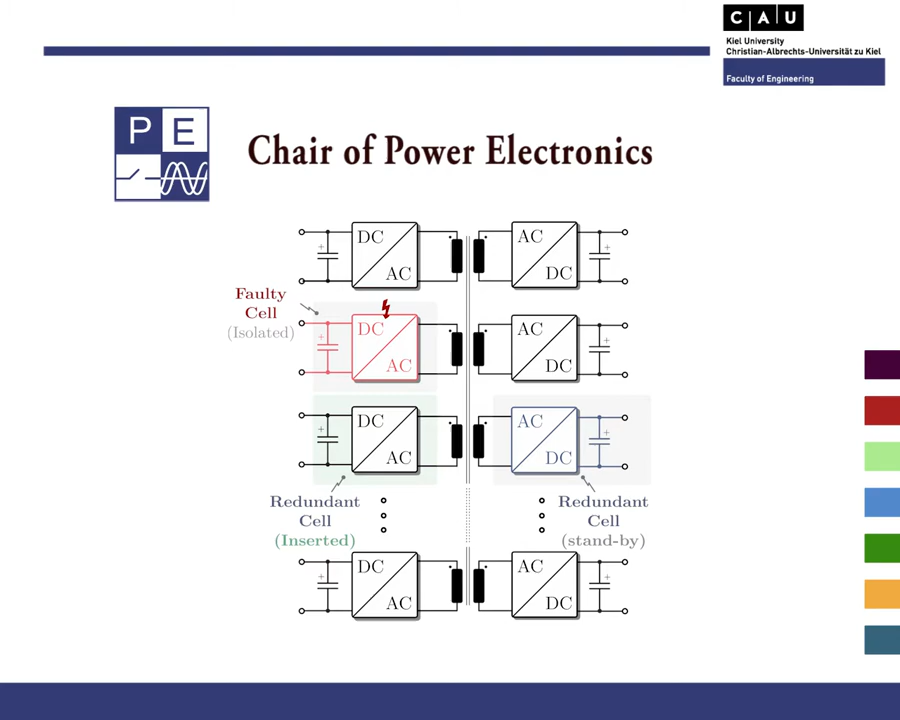 CAU
Kiel University
Christian-Albrechts-Universität zu Kiel
Faculty of Engineering
PE
Chair of Power Electronics
DC
AC
AC
DC
Faulty
Cell
(Isolated)
DC
AC
AC
DC
DC
AC
AC
DC
Redundant
Cell
(Inserted)
Redundant
Cell
(stand-by)
DC
AC
AC
DC